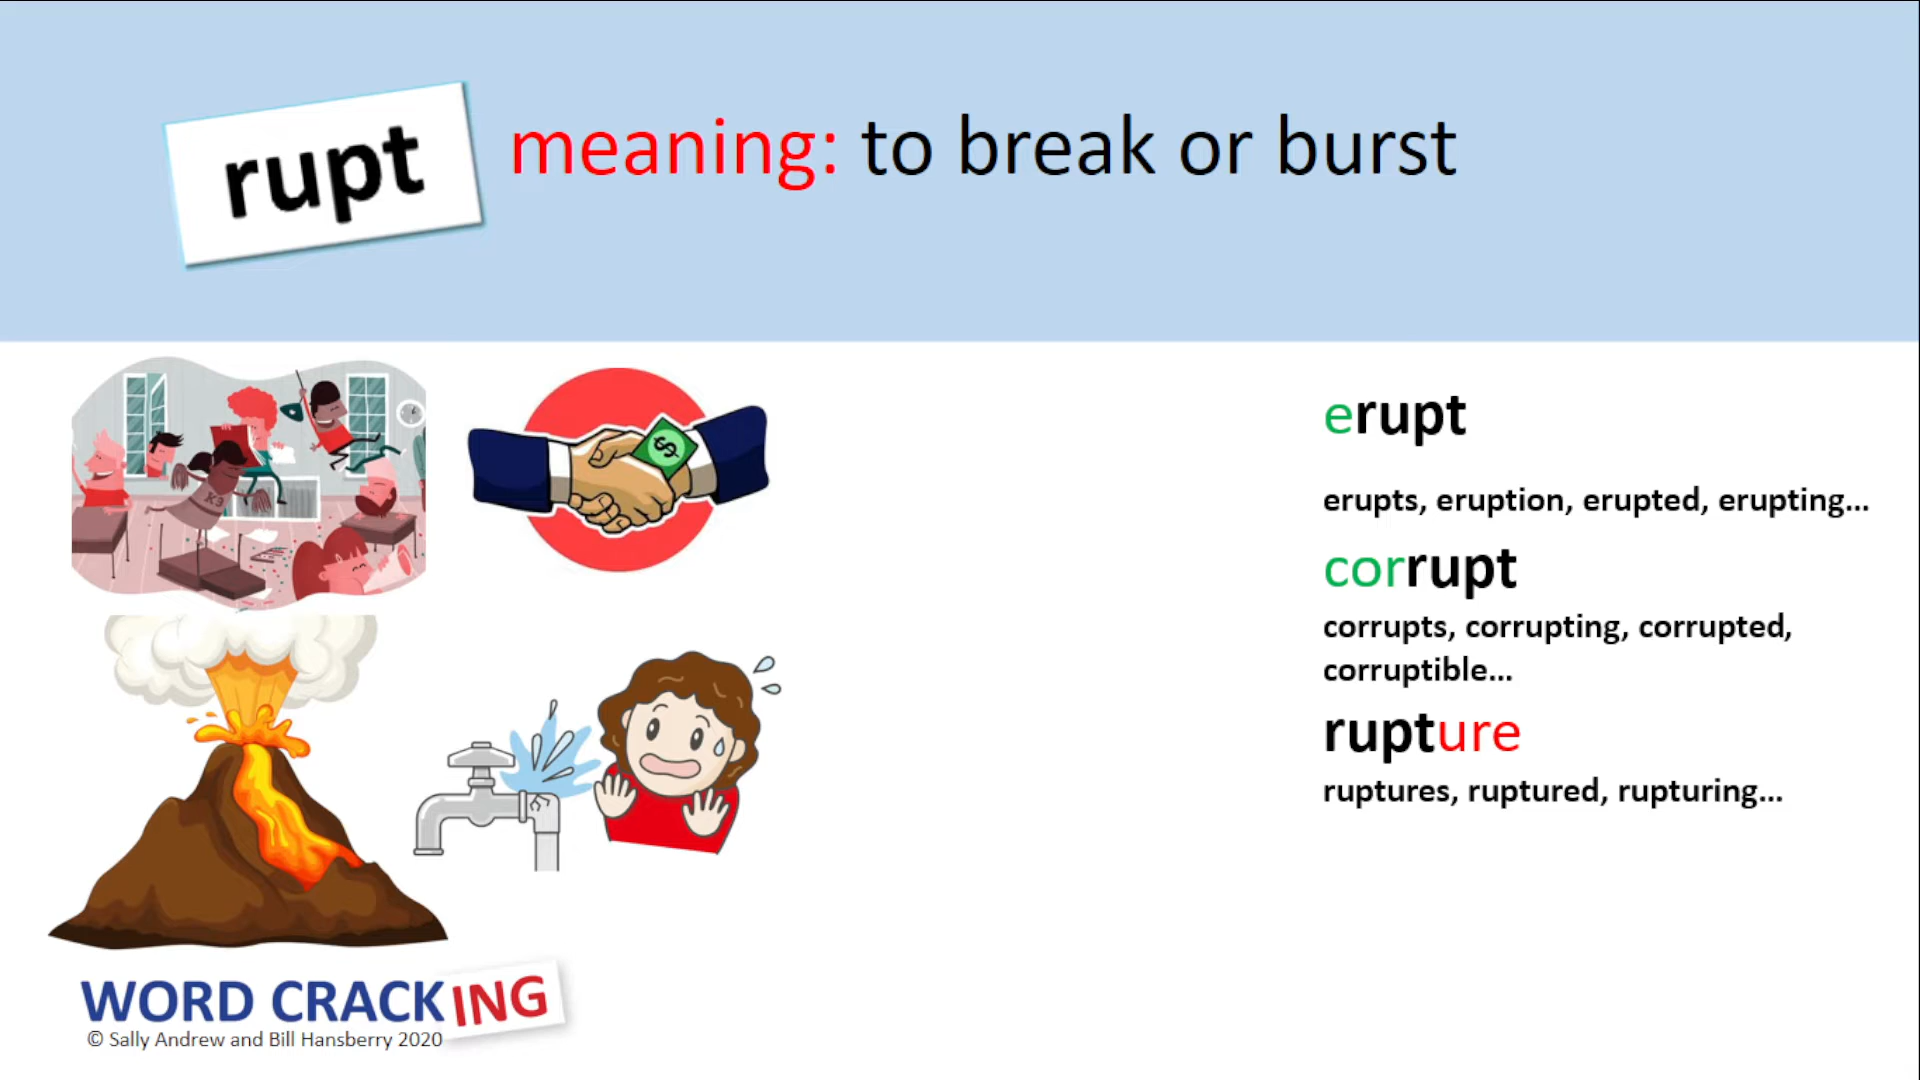 rupt
meaning: to break or burst
erupt
erupts, eruption, erupted, erupting...
corrupt
corrupts, corrupting, corrupted,
corruptible...
rupture
ruptures, ruptured, rupturing...
K3
$
WORD CRACKING
© Sally Andrew and Bill Hansberry 2020